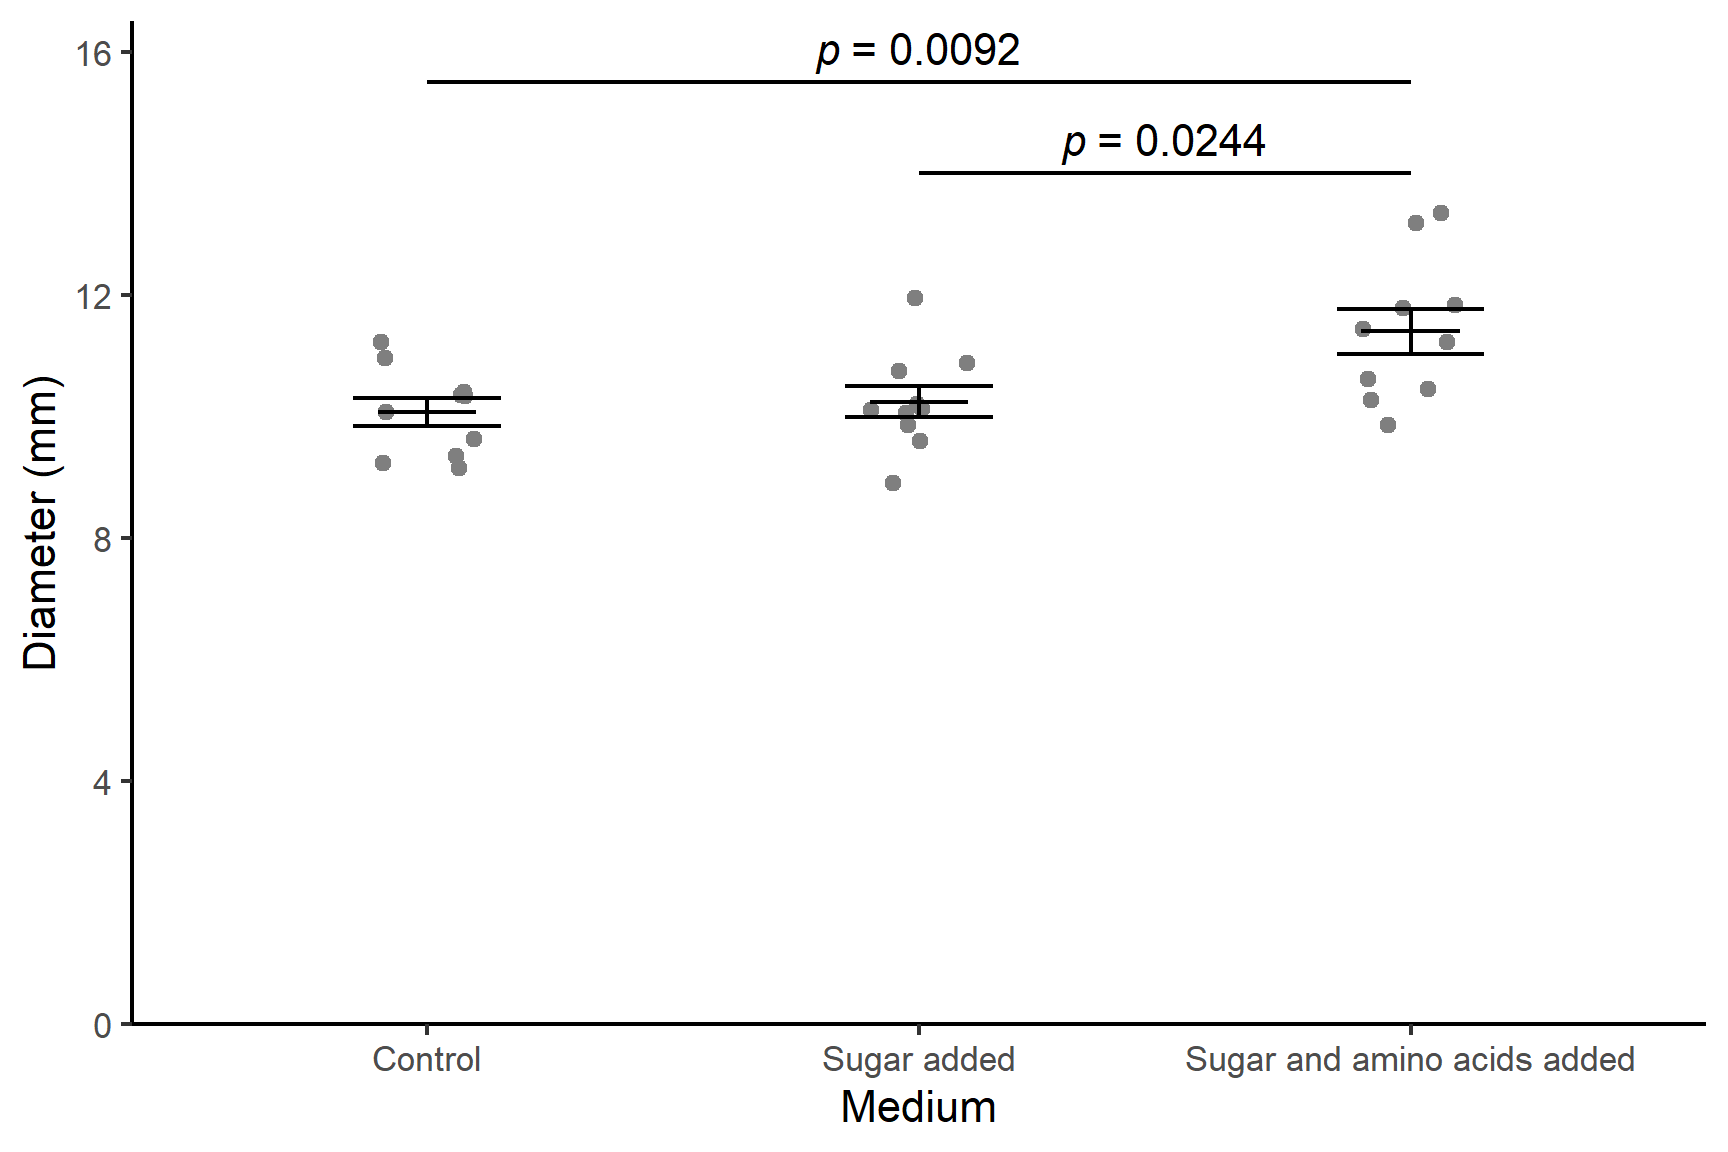 p = 0.0092
p = 0.0244
16
12
8
4
0
Diameter (mm)
Control
Sugar added
Sugar and amino acids added
Medium